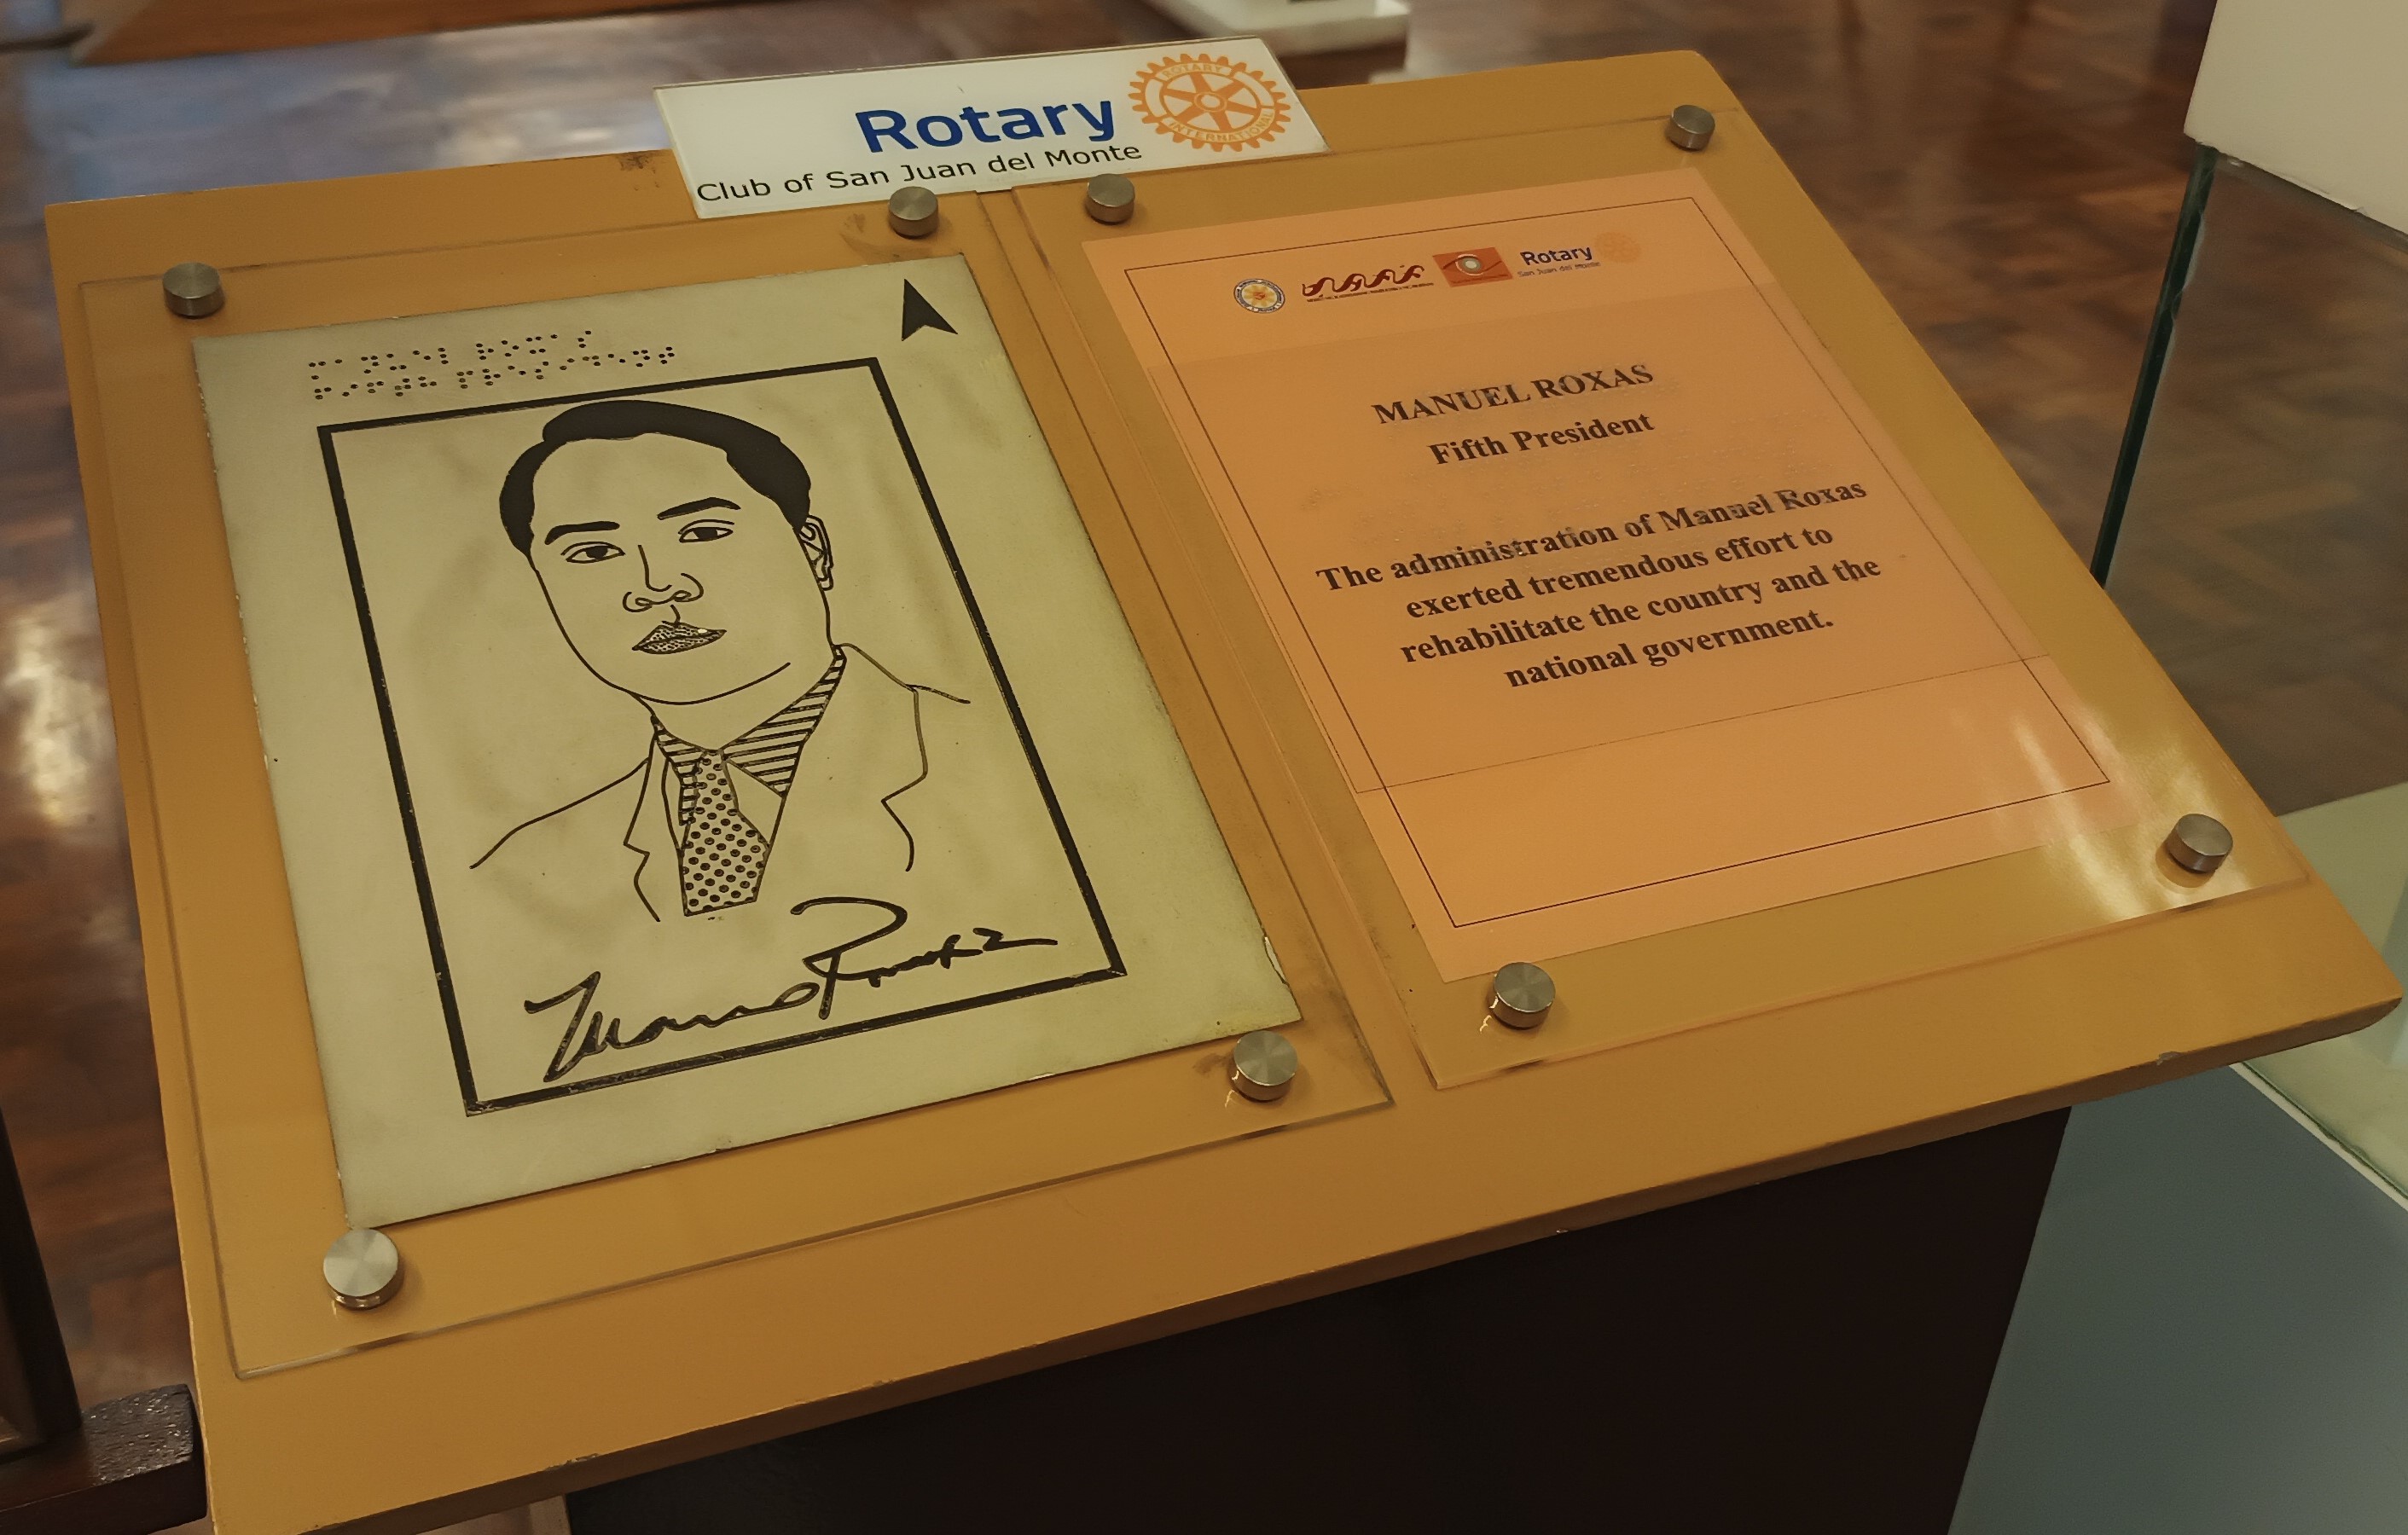 Rotary
Club of San Juan del Monte
ROTARY
INTERNATIONAL
Rotary
San Juan del Monte
MANUEL ROXAS
Fifth President
The administration of Manuel Roxas
exerted tremendous effort to
rehabilitate the country and the
national government.
Manuel Roxas